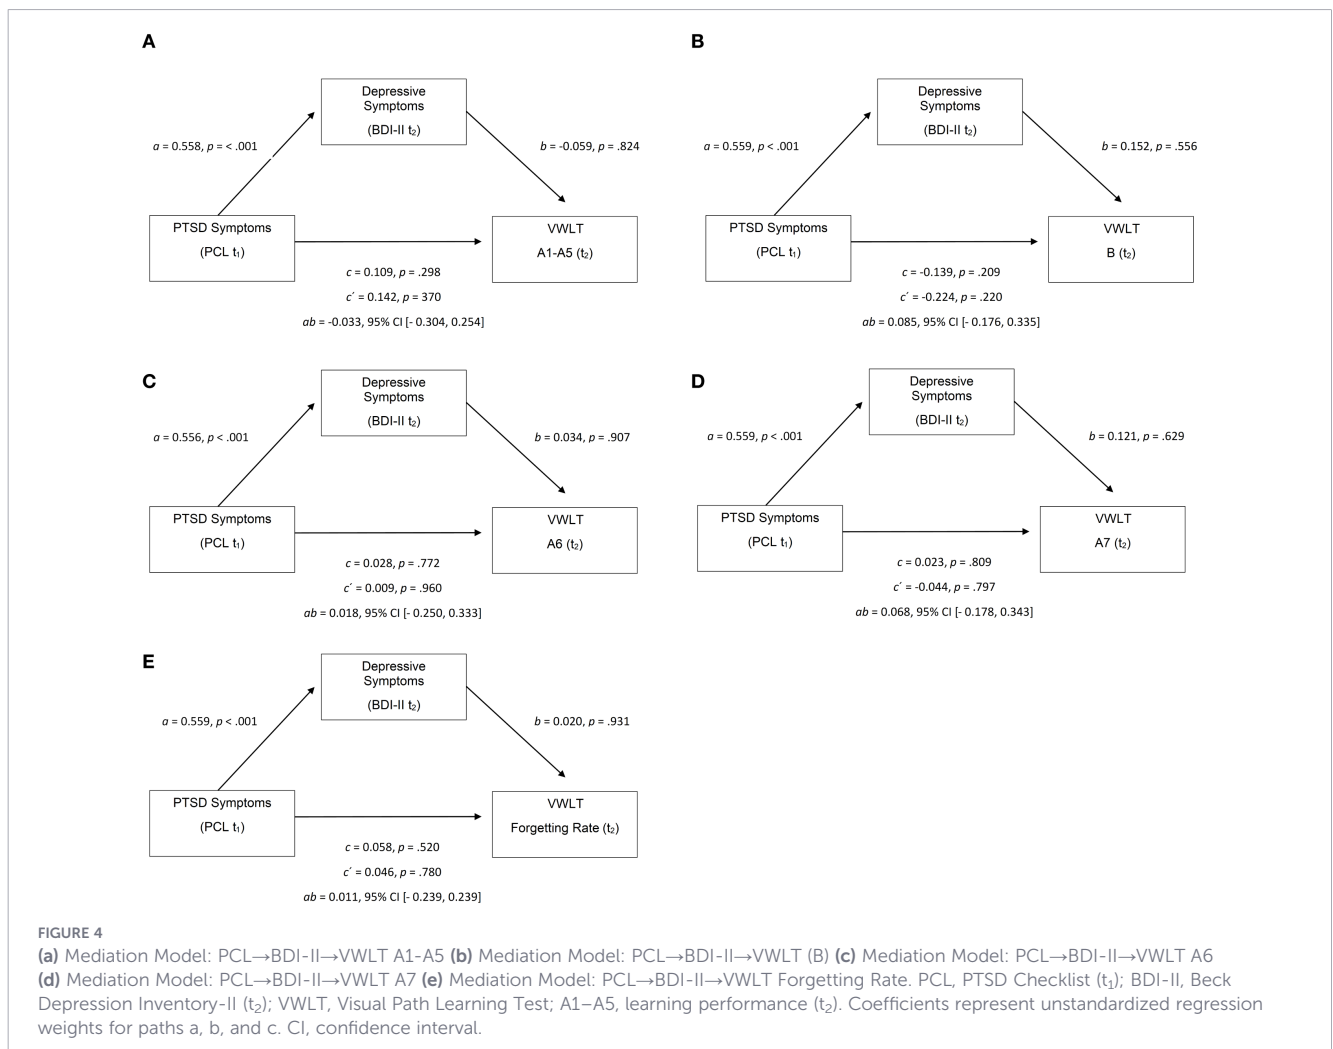 A
Depressive
Symptoms
(BDI-II t₂)
a = 0.558, p = < .001
b = -0.059, p = .824
PTSD Symptoms
(PCL t₁)
VWLT
A1-A5 (t₂)
c = 0.109, p = .298
c´ = 0.142, p = 370
ab = -0.033, 95% CI [- 0.304, 0.254]
B
Depressive
Symptoms
(BDI-II t₂)
a = 0.559, p < .001
b = 0.152, p = .556
PTSD Symptoms
(PCL t₁)
VWLT
B (t₂)
c = -0.139, p = .209
c´ = -0.224, p = .220
ab = 0.085, 95% CI [- 0.176, 0.335]
C
Depressive
Symptoms
(BDI-II t₂)
a = 0.556, p < .001
b = 0.034, p = .907
PTSD Symptoms
(PCL t₁)
VWLT
A6 (t₂)
c = 0.028, p = .772
c´ = 0.009, p = .960
ab = 0.018, 95% CI [- 0.250, 0.333]
D
Depressive
Symptoms
(BDI-II t₂)
a = 0.559, p < .001
b = 0.121, p = .629
PTSD Symptoms
(PCL t₁)
VWLT
A7 (t₂)
c = 0.023, p = .809
c´ = -0.044, p = .797
ab = 0.068, 95% CI [- 0.178, 0.343]
E
Depressive
Symptoms
(BDI-II t₂)
a = 0.559, p < .001
b = 0.020, p = .931
PTSD Symptoms
(PCL t₁)
VWLT
Forgetting Rate (t₂)
c = 0.058, p = .520
c´ = 0.046, p = .780
ab = 0.011, 95% CI [- 0.239, 0.239]
FIGURE 4
(a) Mediation Model: PCL→BDI-II→VWLT A1-A5 (b) Mediation Model: PCL→BDI-II→VWLT (B) (c) Mediation Model: PCL→BDI-II→VWLT A6
(d) Mediation Model: PCL→BDI-II→VWLT A7 (e) Mediation Model: PCL→BDI-II→VWLT Forgetting Rate. PCL, PTSD Checklist (t₁); BDI-II, Beck
Depression Inventory-II (t₂); VWLT, Visual Path Learning Test; A1–A5, learning performance (t₂). Coefficients represent unstandardized regression
weights for paths a, b, and c. CI, confidence interval.